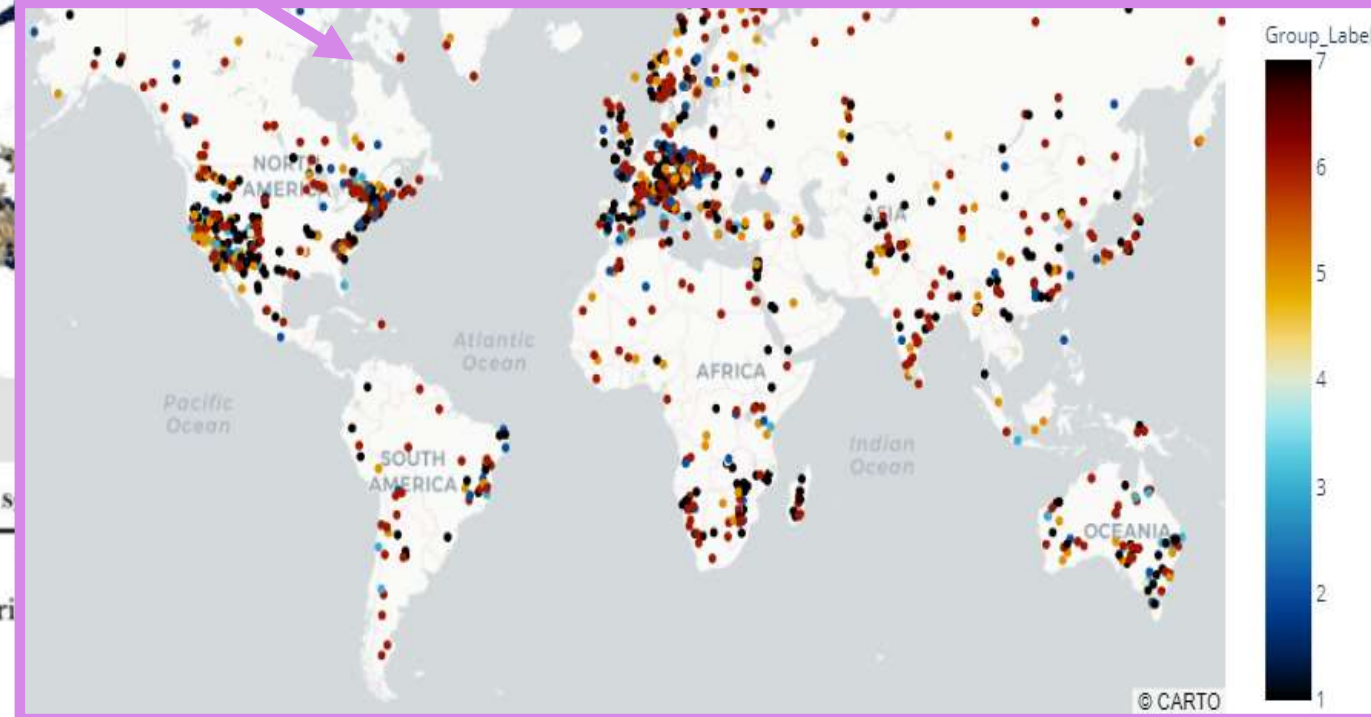 Group_Label
7
6
5
4
3
2
1
NORTH
AMERICA
ASIA
Atlantic
Ocean
AFRICA
Pacific
Ocean
Indian
Ocean
SOUTH
AMERICA
OCEANIA
© CARTO
s
ri